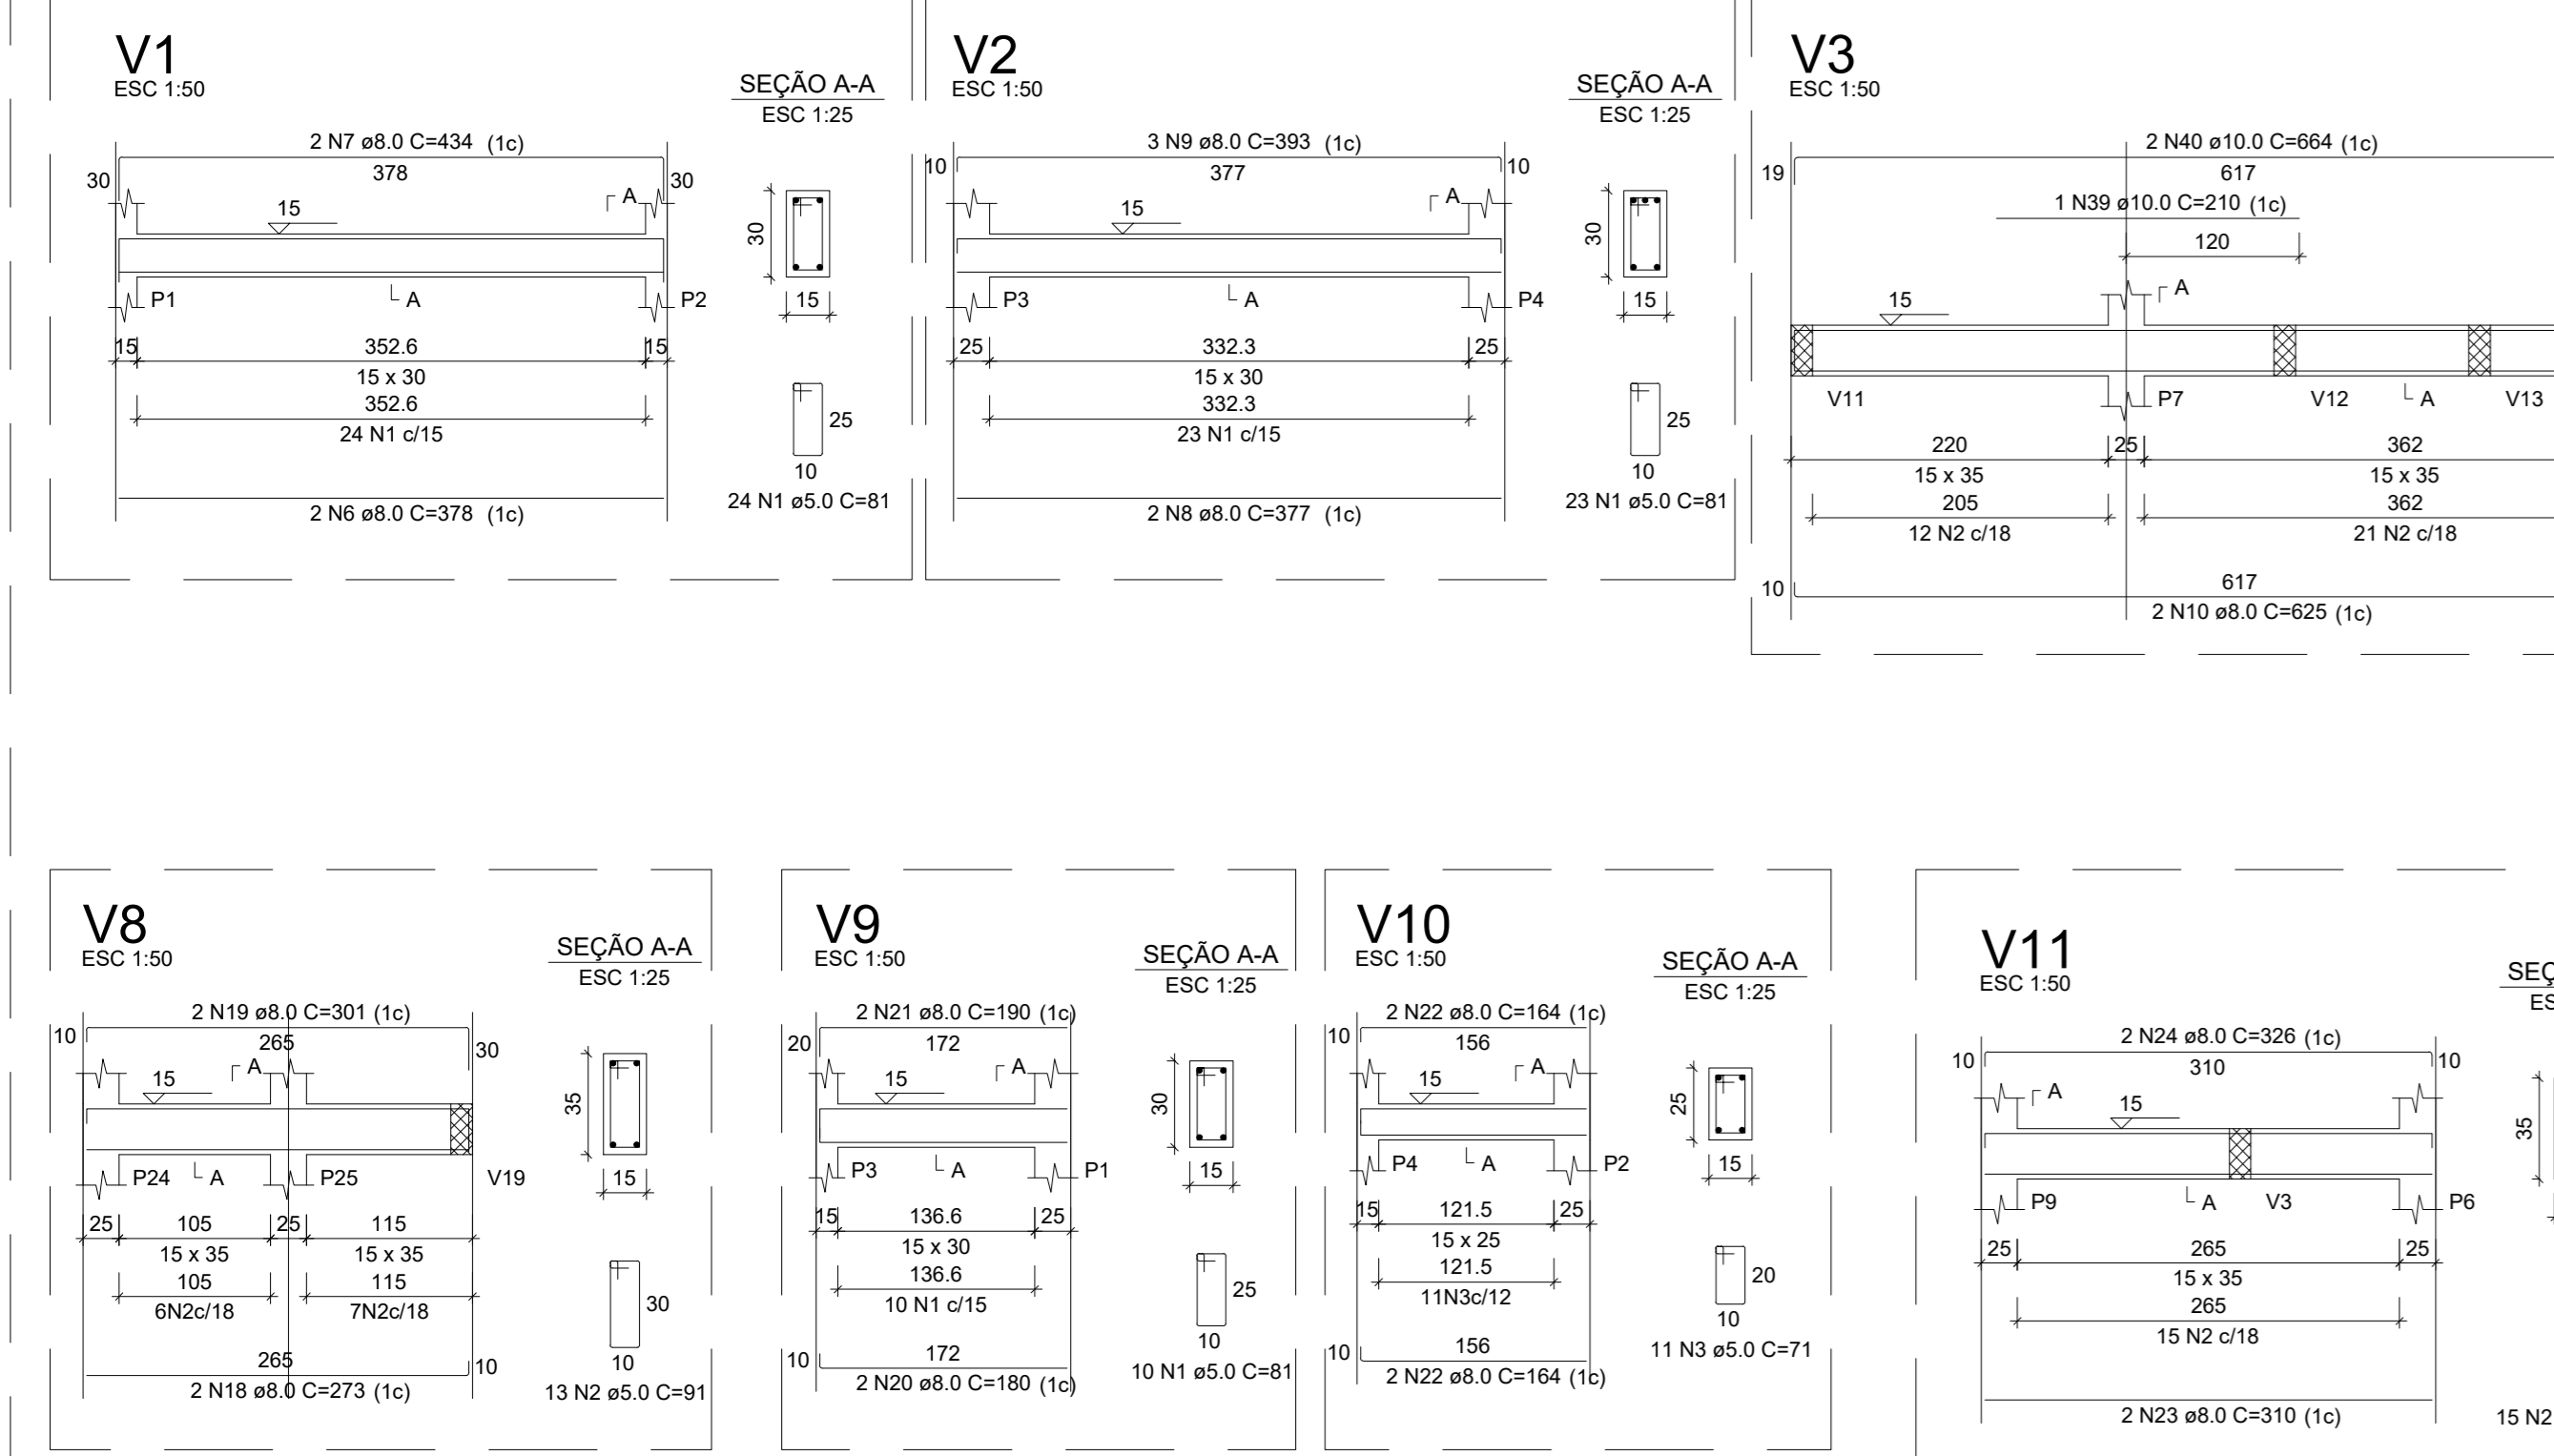 V1
ESC 1:50
SEÇÃO A-A
ESC 1:25
2 N7 ø8.0 C=434 (1c)
378
30
30
A
15
30
P1
A
P2
15
15
352.6
15
15 x 30
352.6
24 N1 c/15
25
10
24 N1 ø5.0 C=81
2 N6 ø8.0 C=378 (1c)
V2
ESC 1:50
SEÇÃO A-A
ESC 1:25
3 N9 ø8.0 C=393 (1c)
10
377
10
A
15
30
P3
A
P4
15
25
332.3
25
15 x 30
332.3
23 N1 c/15
25
10
23 N1 ø5.0 C=81
2 N8 ø8.0 C=377 (1c)
V3
ESC 1:50
2 N40 ø10.0 C=664 (1c)
19
617
1 N39 ø10.0 C=210 (1c)
120
A
15
V11
P7
V12
A
V13
220
25
362
15 x 35
15 x 35
205
362
12 N2 c/18
21 N2 c/18
617
10
2 N10 ø8.0 C=625 (1c)
V8
ESC 1:50
SEÇÃO A-A
ESC 1:25
2 N19 ø8.0 C=301 (1c)
10
265
30
A
15
35
P24
A
P25
V19
15
25
105
25
115
15 x 35
15 x 35
105
115
6N2c/18
7N2c/18
30
10
265
10
2 N18 ø8.0 C=273 (1c)
13 N2 ø5.0 C=91
V9
ESC 1:50
SEÇÃO A-A
ESC 1:25
2 N21 ø8.0 C=190 (1c)
20
172
A
15
30
P3
A
P1
15
15
136.6
25
15 x 30
136.6
10 N1 c/15
25
10
172
10
2 N20 ø8.0 C=180 (1c)
10 N1 ø5.0 C=81
V10
ESC 1:50
SEÇÃO A-A
ESC 1:25
2 N22 ø8.0 C=164 (1c)
10
156
A
15
25
P4
A
P2
15
15
121.5
25
15 x 25
121.5
11N3c/12
20
10
156
10
2 N22 ø8.0 C=164 (1c)
11 N3 ø5.0 C=71
V11
ESC 1:50
SEÇ
ES
2 N24 ø8.0 C=326 (1c)
10
310
10
A
15
35
P9
A
V3
P6
25
265
25
15 x 35
265
15 N2 c/18
2 N23 ø8.0 C=310 (1c)
15 N2